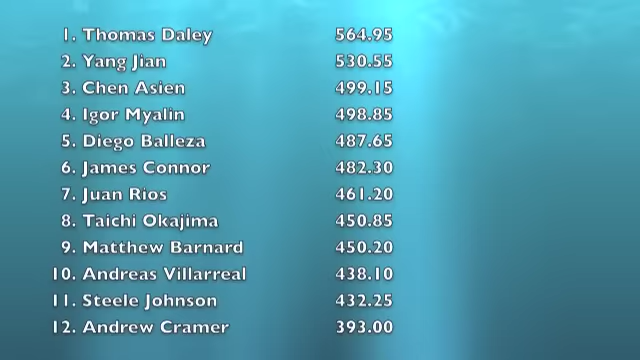 1. Thomas Daley 564.95
2. Yang Jian 530.55
3. Chen Asien 499.15
4. Igor Myalin 498.85
5. Diego Balleza 487.65
6. James Connor 482.30
7. Juan Rios 461.20
8. Taichi Okajima 450.85
9. Matthew Barnard 450.20
10. Andreas Villarreal 438.10
11. Steele Johnson 432.25
12. Andrew Cramer 393.00